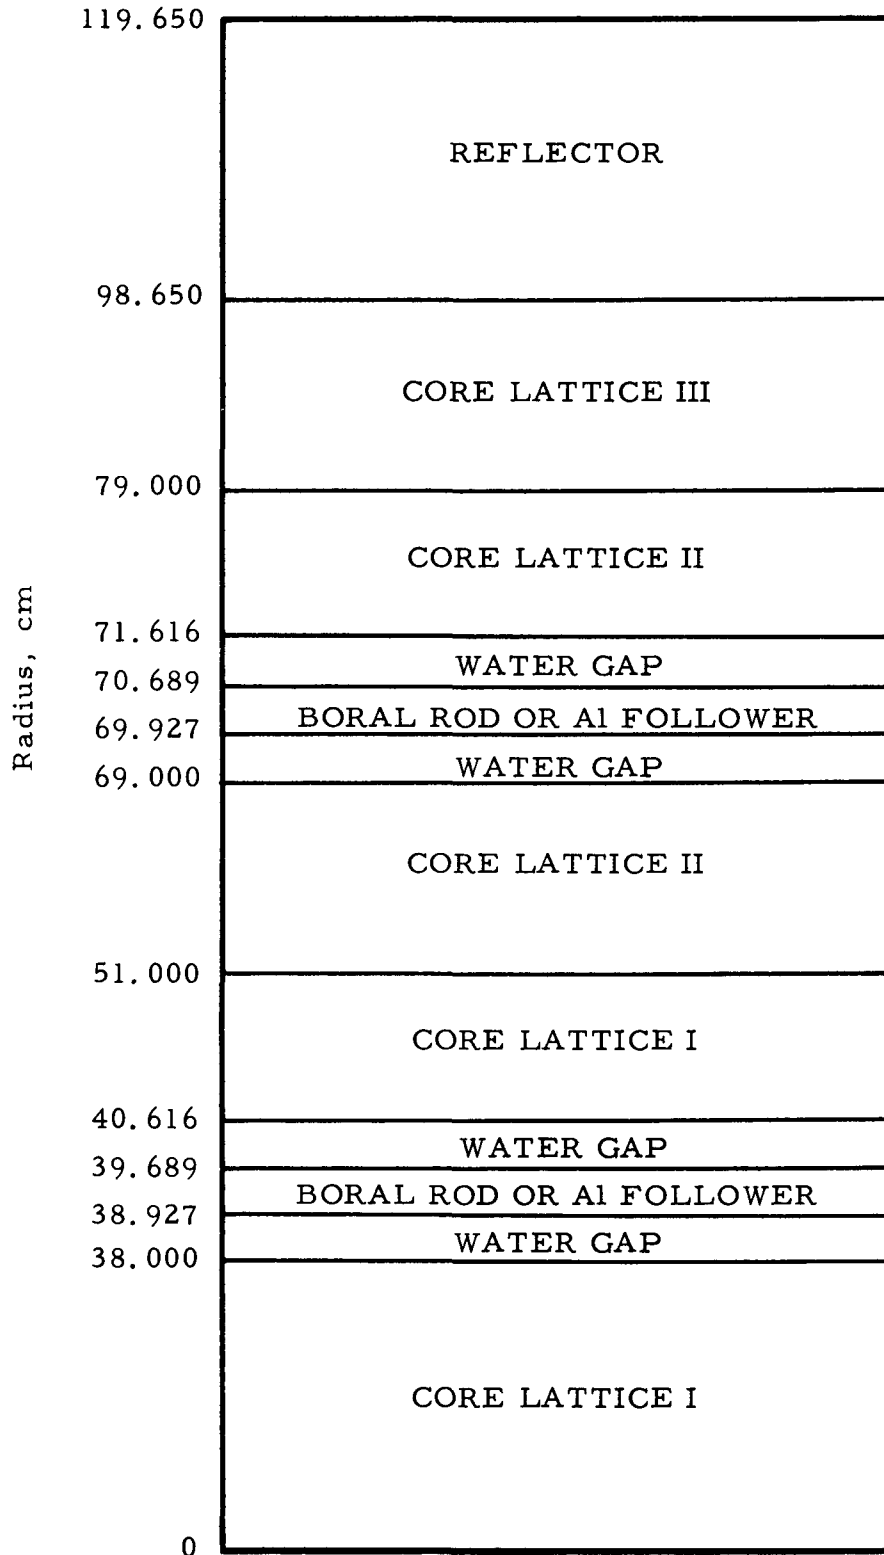 119.650
REFLECTOR
98.650
CORE LATTICE III
79.000
CORE LATTICE II
71.616
WATER GAP
70.689
BORAL ROD OR Al FOLLOWER
69.927
WATER GAP
69.000
CORE LATTICE II
51.000
CORE LATTICE I
40.616
WATER GAP
39.689
BORAL ROD OR Al FOLLOWER
38.927
WATER GAP
38.000
CORE LATTICE I
0
Radius, cm